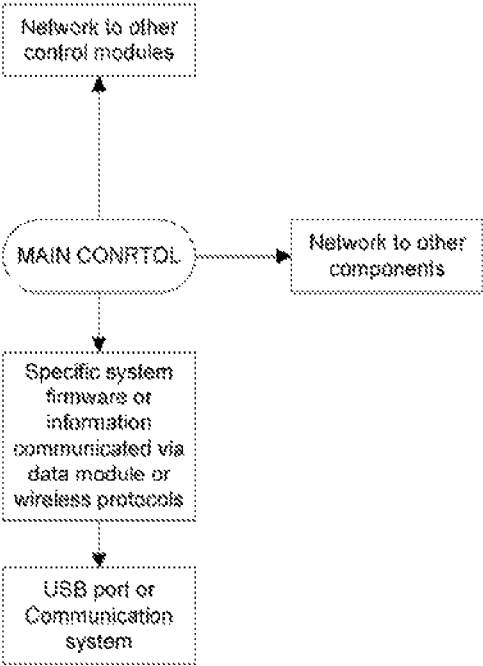 Network to other
control modules
MAIN CONRTOL
Network to other
components
Specific system
firmware or
information
communicated via
data module or
wireless protocols
USB port or
Communication
system